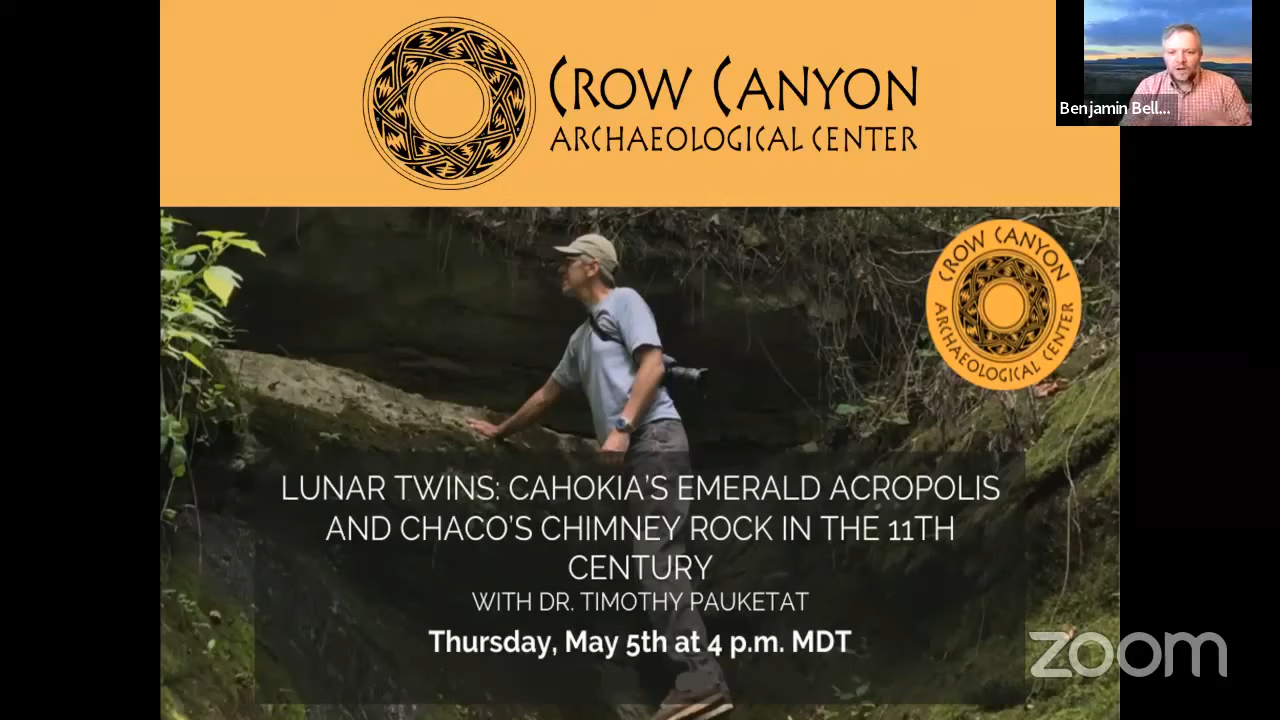 CROW CANYON
ARCHAEOLOGICAL CENTER
Benjamin Bell...
CROW CANYON
ARCHAEOLOGICAL CENTER
LUNAR TWINS: CAHOKIA'S EMERALD ACROPOLIS
AND CHACO'S CHIMNEY ROCK IN THE 11TH
CENTURY
WITH DR. TIMOTHY PAUKETAT
Thursday, May 5th at 4 p.m. MDT
zoom